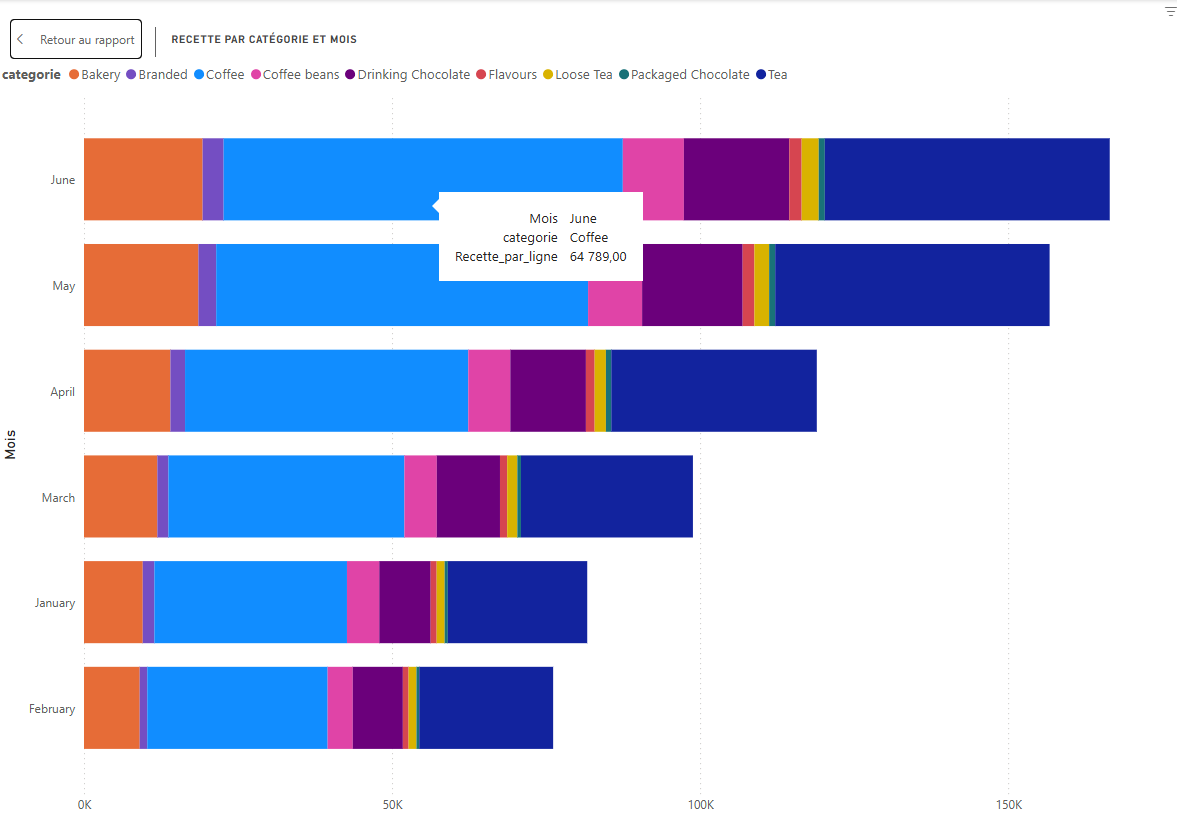 Retour au rapport
RECETTE PAR CATÉGORIE ET MOIS
categorie Bakery Branded Coffee Coffee beans Drinking Chocolate Flavours Loose Tea Packaged Chocolate Tea
June
Mois June
categorie Coffee
Recette_par_ligne 64 789,00
May
April
March
January
February
Mois
0K 50K 100K 150K